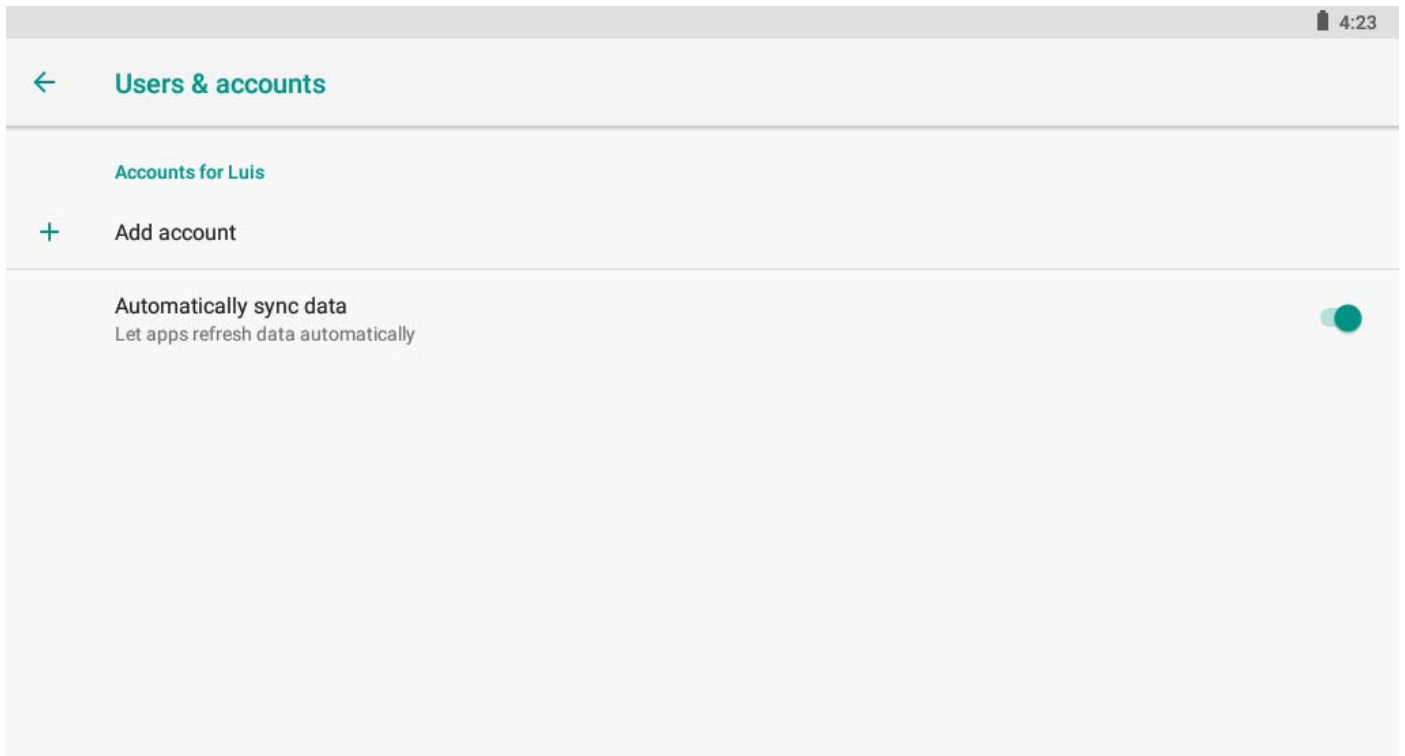 4:23
Users & accounts
Accounts for Luis
Add account
Automatically sync data
Let apps refresh data automatically